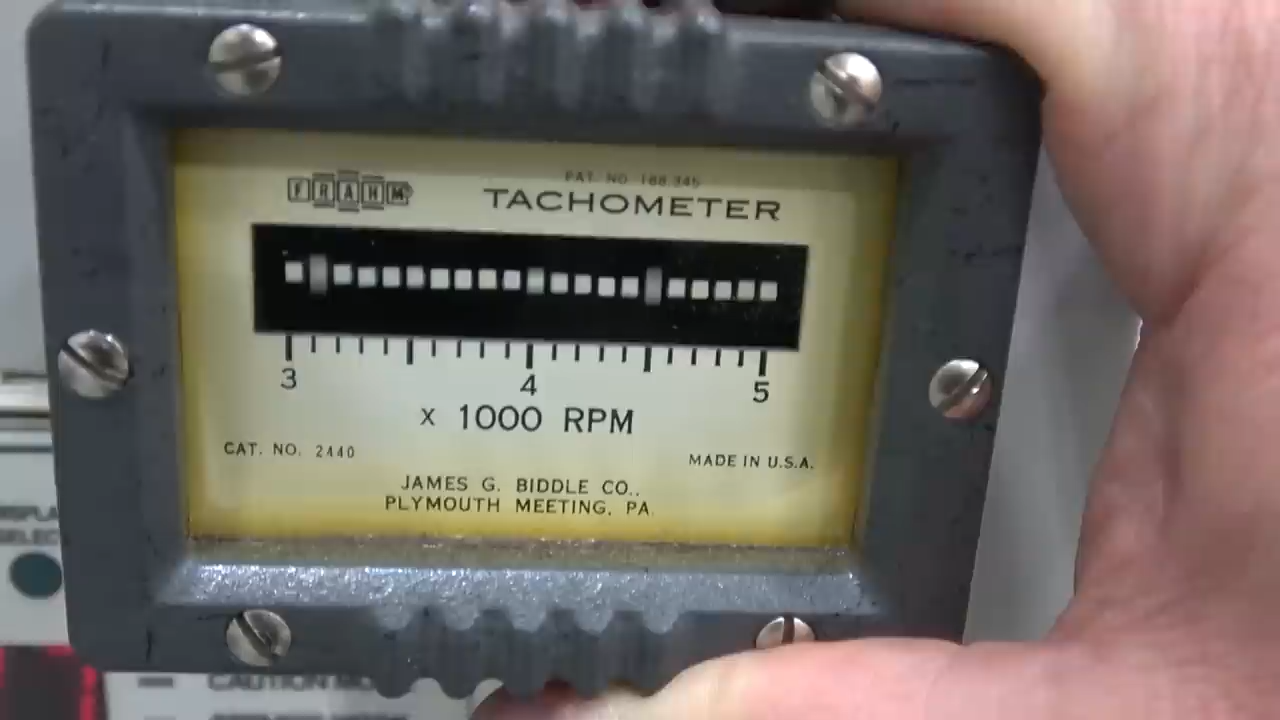 FRAHM
PAT. NO. 188.345
TACHOMETER
3 4 5
x 1000 RPM
CAT. NO. 2440
MADE IN U.S.A.
JAMES G. BIDDLE CO.,
PLYMOUTH MEETING, PA.
CAUTION